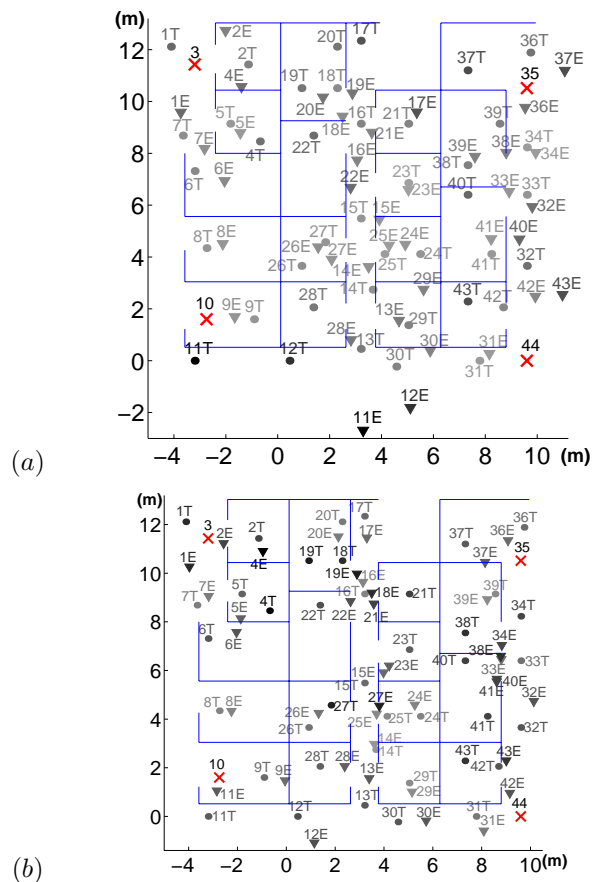 (m)
12
10
8
6
4
2
0
−2
−4 −2 0 2 4 6 8 10 (m)
(a)
1T 3 2E 2T 4E 20T 17T 37T 36T 37E 35
19T 18T 19E 20E 18E 17E 21T 39T 36E
1E 7T 5T 5E 7E 4T 22T 16T 21E 16E 39E 38E 34T 34E
6T 6E 22E 23T 23E 38T 40T 33E 33T 32E
15T 15E
8T 8E 26E 27T 27E 26T 25E 24E 25T 24T 41E 40E 41T 32T
14E 14T 29E 43T 42T 42E 43E
10 9E 9T 28T 28E 13T 13E 29T 30E 30T 31E 31T 44
11T 12T
12E
11E
(m)
12
10
8
6
4
2
0
−4 −2 0 2 4 6 8 10 (m)
(b)
1T 3 2E 2T 4E 20T 20E 17T 17E 37T 36E 36T 37E 35
1E 19T 18T 19E 16E
7E 7T 5T 5E 4T 22T 22E 16T 18E 21E 21T 39T 39E 34T
6T 6E 23T 23E 38T 38E 34E 40T 33E 33T
15E 15T 40E 41E 32E
8T 8E 26E 26T 27T 27E 25E 25T 24E 24T 41T 32T
14E 14T 43T 43E 42T
10 9T 9E 28T 28E 13E 29T 29E 42E
11E 11T 12T 13T 30T 30E 31T 31E 44
12E